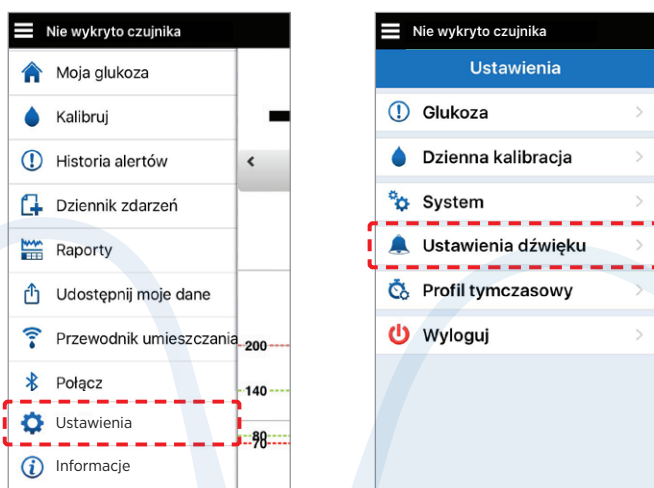 Nie wykryto czujnika
Moja glukoza
Kalibruj
Historia alertów
Dziennik zdarzeń
Raporty
Udostępnij moje dane
Przewodnik umieszczania
Połącz
Ustawienia
Informacje
200
140
80
70
Nie wykryto czujnika
Ustawienia
Glukoza
Dzienna kalibracja
System
Ustawienia dźwięku
Profil tymczasowy
Wyloguj